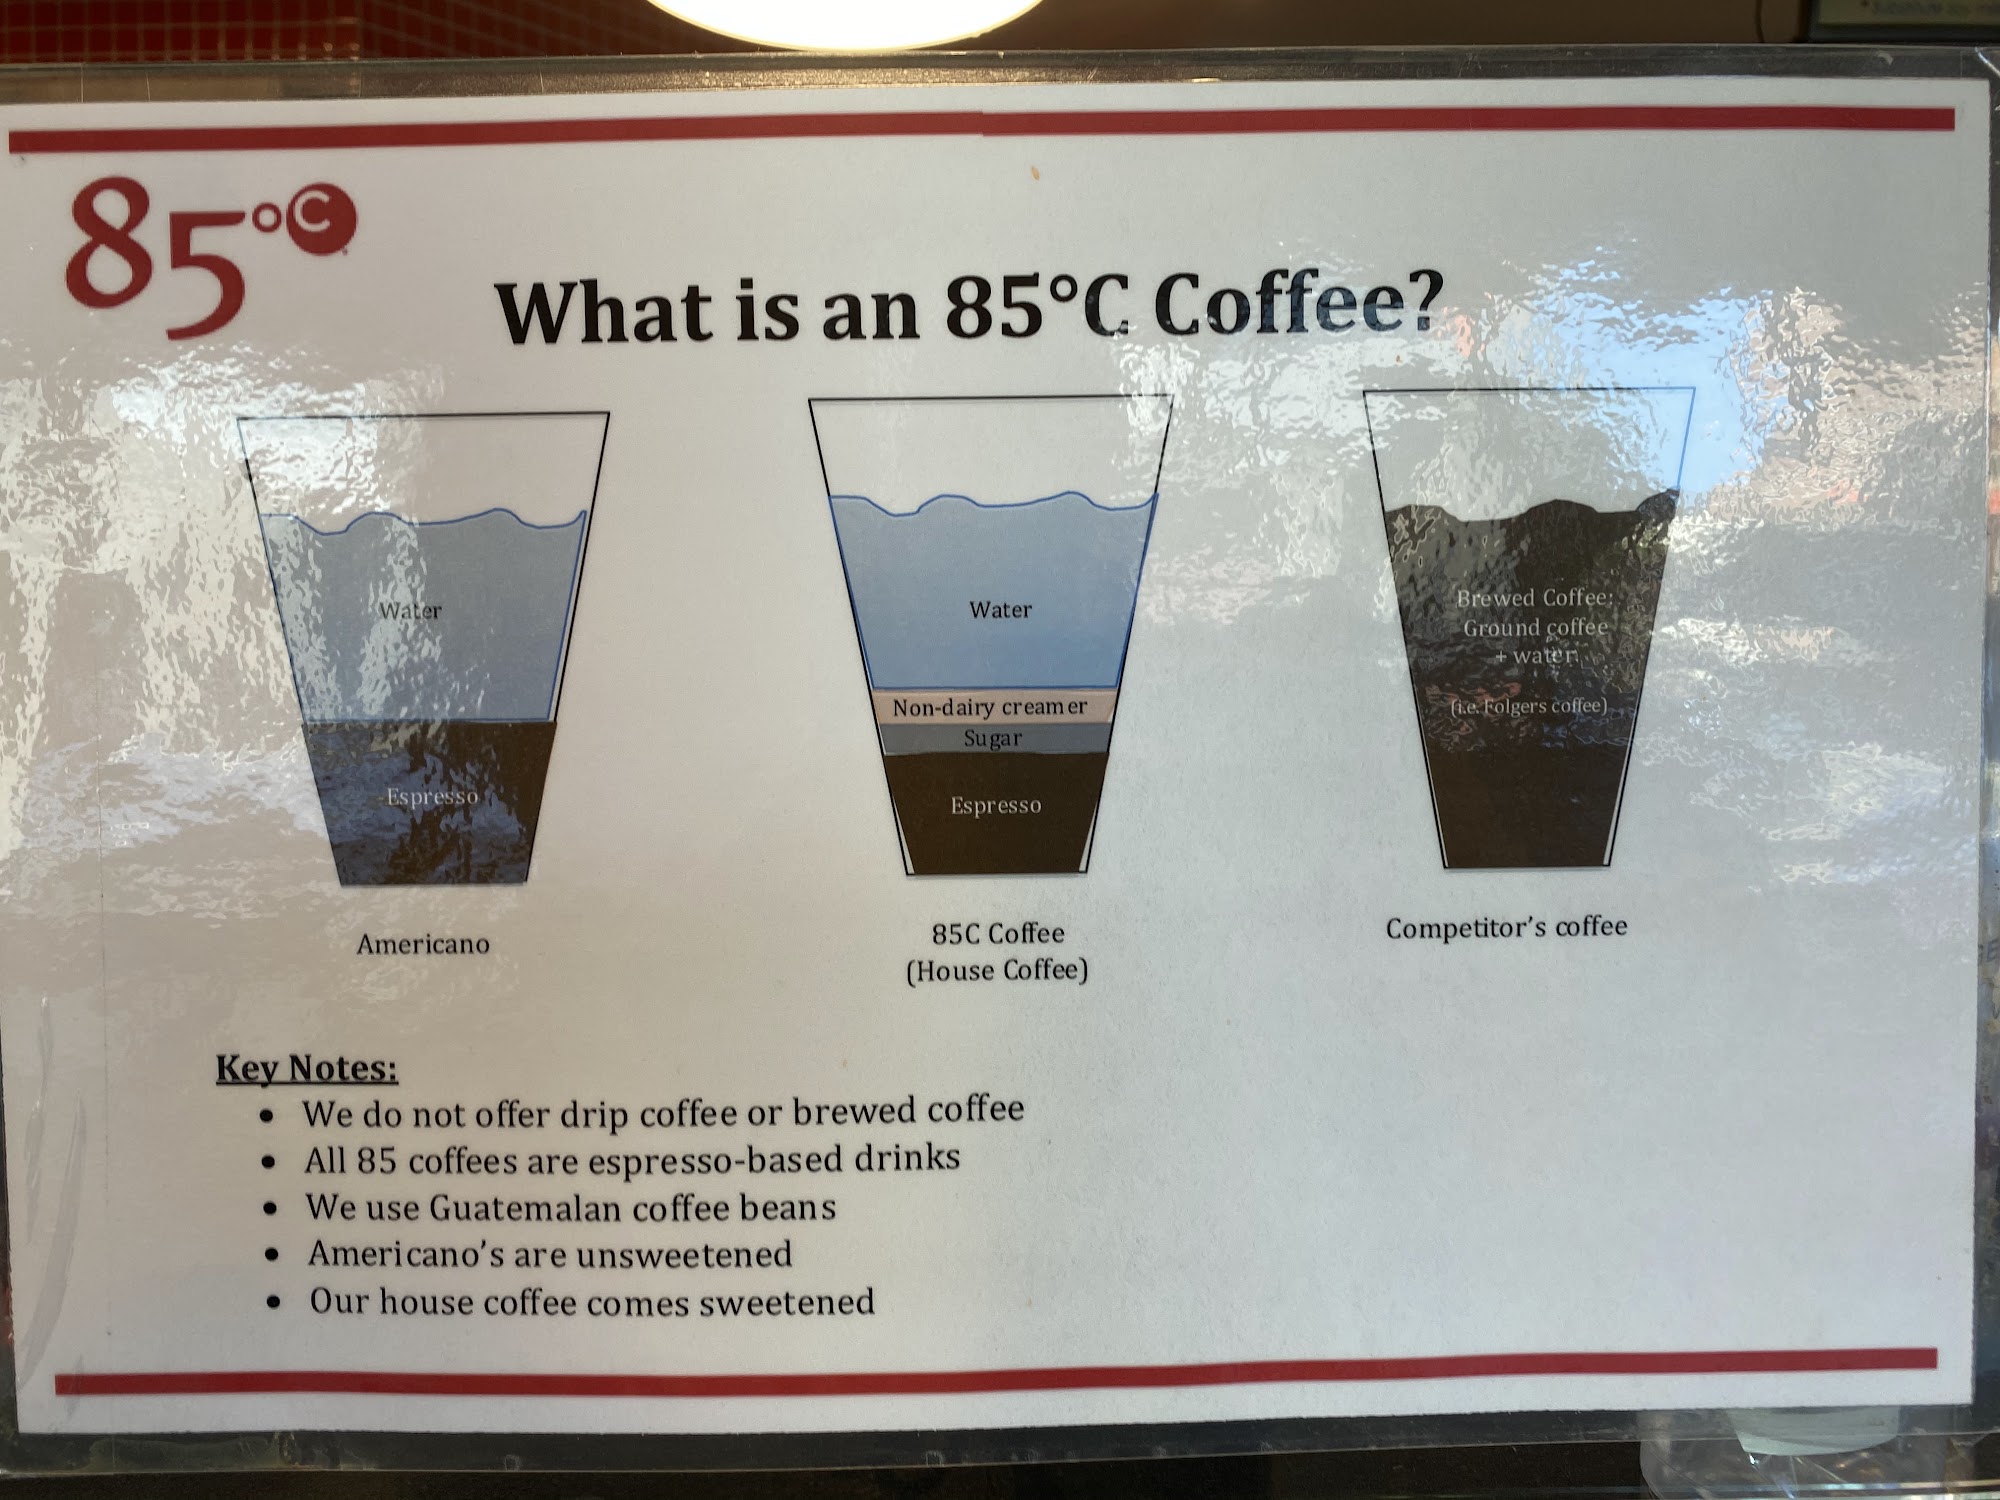 85°C
What is an 85°C Coffee?
Water
Espresso
Americano
Water
Non-dairy creamer
Sugar
Espresso
85C Coffee
(House Coffee)
Brewed Coffee:
Ground coffee
+ water
(i.e. Folgers coffee)
Competitor's coffee
Key Notes:
• We do not offer drip coffee or brewed coffee
• All 85 coffees are espresso-based drinks
• We use Guatemalan coffee beans
• Americano's are unsweetened
• Our house coffee comes sweetened